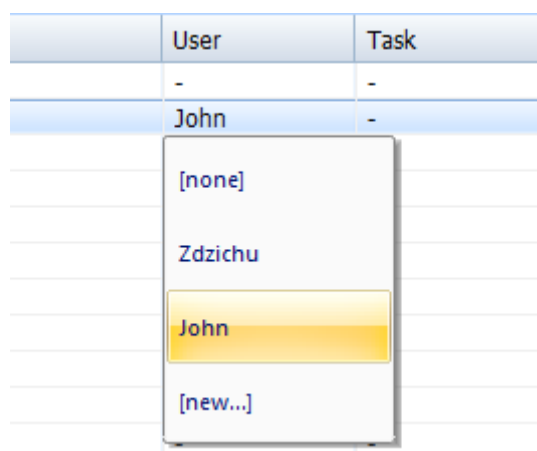 User Task
- -
John -
[none]
Zdzichu
John
[new...]